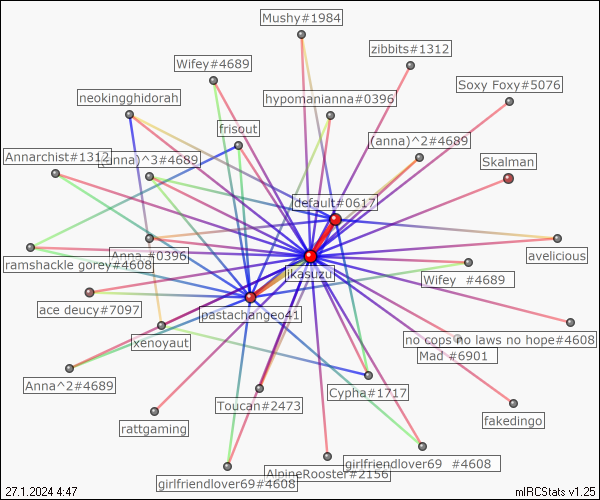 Mushy#1984
zibbits#1312
Wifey#4689
Soxy Foxy#5076
neokingghidorah
hypomanianna#0396
frisout
(anna)^2#4689
Annarchist#1312
(anna)^3#4689
Skalman
default#0617
Anna #0396
avelicious
ramshackle gorey#4608
jikasuzu
Wifey #4689
ace deucy#7097
pastachangeo41
xenoyaut
no cops no laws no hope#4608
Mad #6901
Anna^2#4689
Cypha#1717
Toucan#2473
rattgaming
fakedingo
girlfriendlover69 #4608
AlpineRooster#2156
girlfriendlover69#4608
27.1.2024 4:47
mIRCStats v1.25